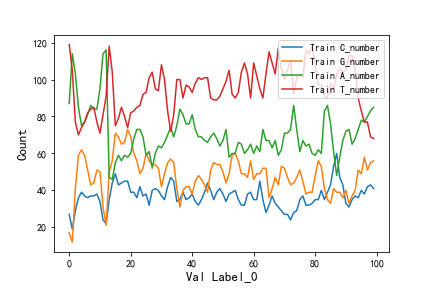 Train C_number
Train G_number
Train A_number
Train T_number
120
100
80
60
40
20
Count
0
20
40
60
80
100
Val Label_0